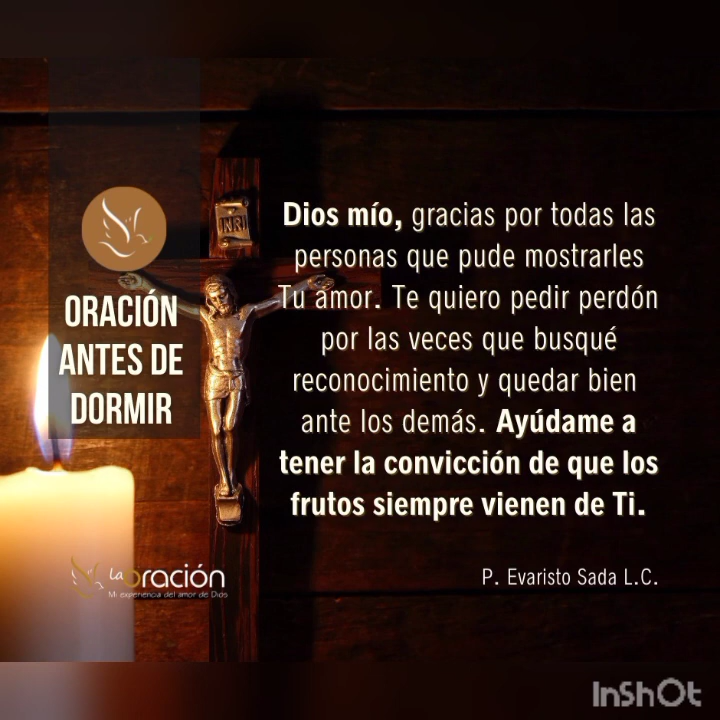 INRI
ORACIÓN
ANTES DE
DORMIR
Dios mío, gracias por todas las
personas que pude mostrarles
Tu amor. Te quiero pedir perdón
por las veces que busqué
reconocimiento y quedar bien
ante los demás. Ayúdame a
tener la convicción de que los
frutos siempre vienen de Ti.
P. Evaristo Sada L.C.
La oración
Mi experiencia del amor de Dios
InShOt